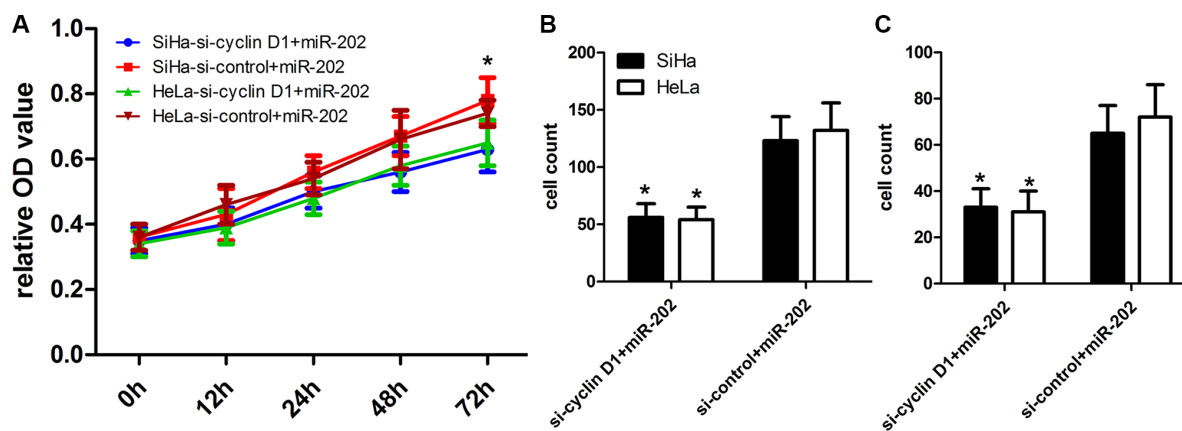 A
SiHa-si-cyclin D1+miR-202
SiHa-si-control+miR-202
HeLa-si-cyclin D1+miR-202
HeLa-si-control+miR-202
*
relative OD value
1.0
0.8
0.6
0.4
0.2
0.0
0h
12h
24h
48h
72h
B
SiHa
HeLa
cell count
200
150
100
50
0
*
*
si-cyclin D1+miR-202
si-control+miR-202
C
cell count
100
80
60
40
20
0
*
*
si-cyclin D1+miR-202
si-control+miR-202